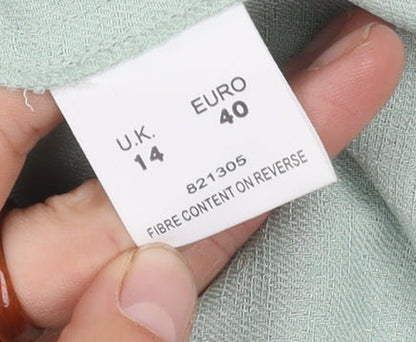 U.K. EURO
14 40
821305
FIBRE CONTENT ON REVERSE